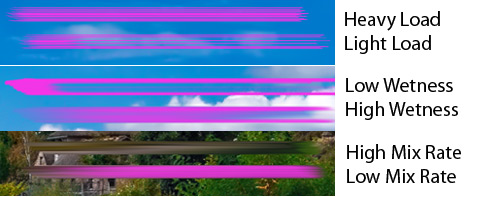 Heavy Load
Light Load
Low Wetness
High Wetness
High Mix Rate
Low Mix Rate